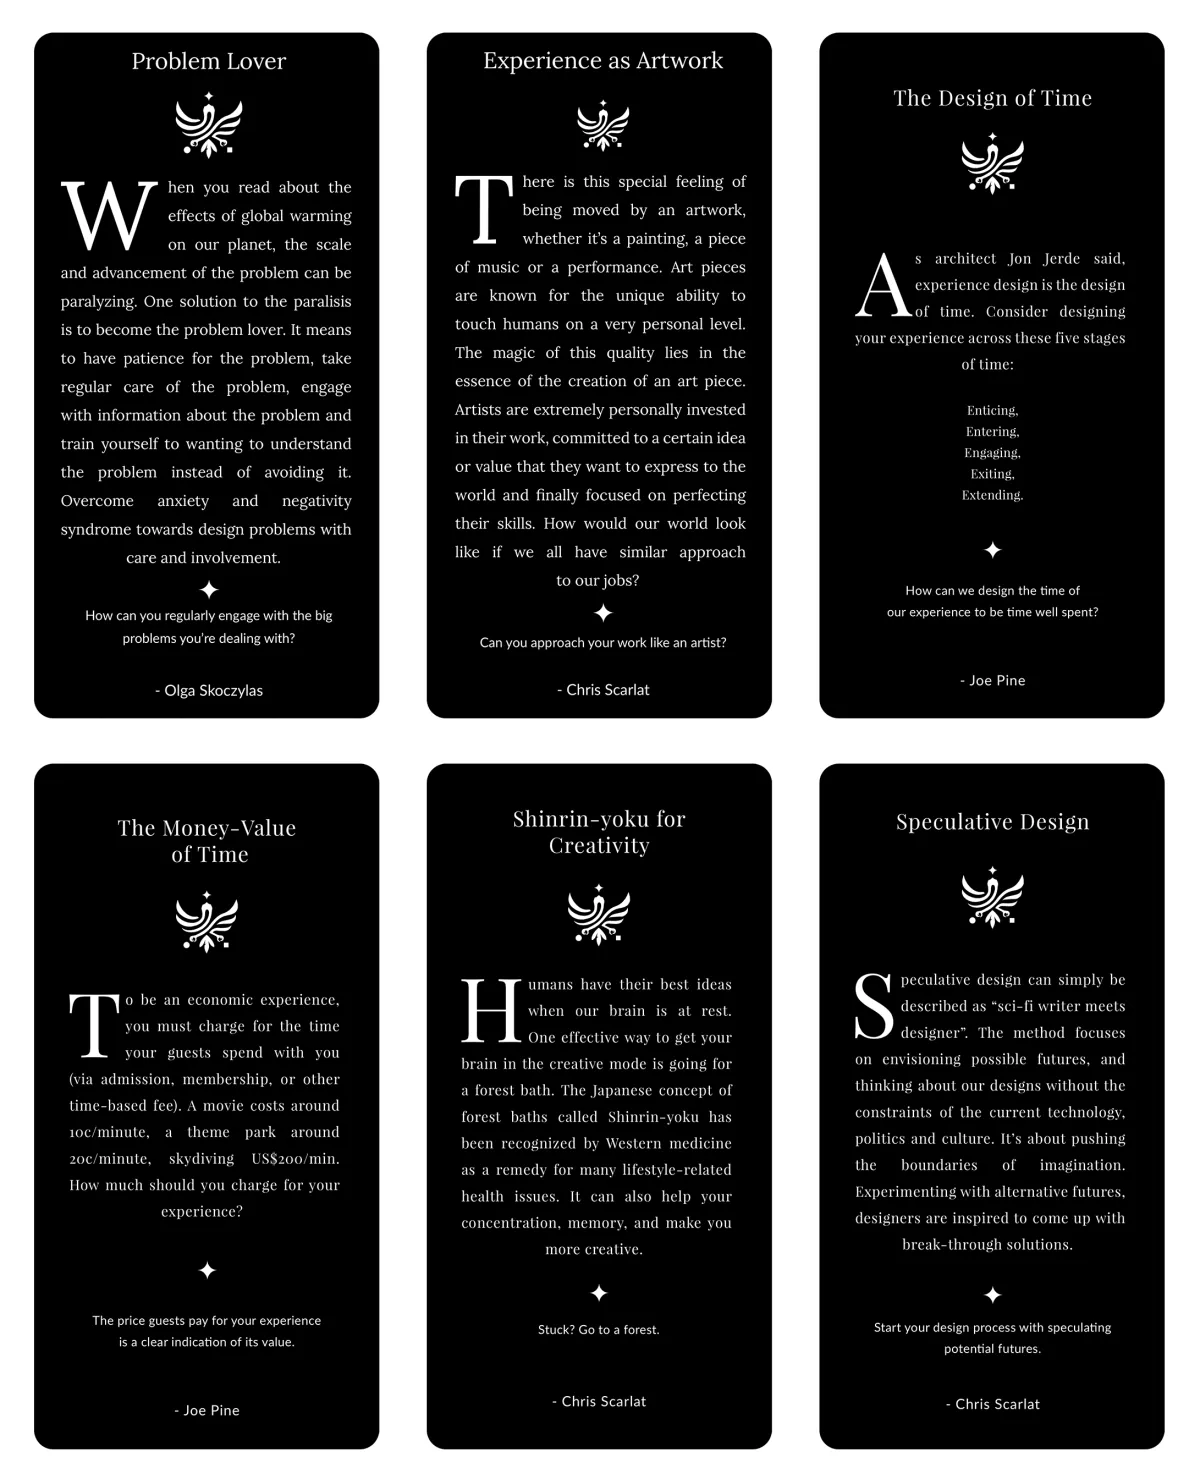 Problem Lover
When you read about the
effects of global warming
on our planet, the scale
and advancement of the problem can be
paralyzing. One solution to the paralisis
is to become the problem lover. It means
to have patience for the problem, take
regular care of the problem, engage
with information about the problem and
train yourself to wanting to understand
the problem instead of avoiding it.
Overcome anxiety and negativity
syndrome towards design problems with
care and involvement.
How can you regularly engage with the big
problems you're dealing with?
- Olga Skoczylas
Experience as Artwork
There is this special feeling of
being moved by an artwork,
whether it's a painting, a piece
of music or a performance. Art pieces
are known for the unique ability to
touch humans on a very personal level.
The magic of this quality lies in the
essence of the creation of an art piece.
Artists are extremely personally invested
in their work, committed to a certain idea
or value that they want to express to the
world and finally focused on perfecting
their skills. How would our world look
like if we all have similar approach
to our jobs?
Can you approach your work like an artist?
- Chris Scarlat
The Design of Time
As architect Jon Jerde said,
experience design is the design
of time. Consider designing
your experience across these five stages
of time:
Enticing,
Entering,
Engaging,
Exiting,
Extending.
How can we design the time of
our experience to be time well spent?
- Joe Pine
The Money-Value
of Time
To be an economic experience,
you must charge for the time
your guests spend with you
(via admission, membership, or other
time-based fee). A movie costs around
10c/minute, a theme park around
20c/minute, skydiving US$200/min.
How much should you charge for your
experience?
The price guests pay for your experience
is a clear indication of its value.
- Joe Pine
Shinrin-yoku for
Creativity
Humans have their best ideas
when our brain is at rest.
One effective way to get your
brain in the creative mode is going for
a forest bath. The Japanese concept of
forest baths called Shinrin-yoku has
been recognized by Western medicine
as a remedy for many lifestyle-related
health issues. It can also help your
concentration, memory, and make you
more creative.
Stuck? Go to a forest.
- Chris Scarlat
Speculative Design
Speculative design can simply be
described as “sci-fi writer meets
designer”. The method focuses
on envisioning possible futures, and
thinking about our designs without the
constraints of the current technology,
politics and culture. It's about pushing
the boundaries of imagination.
Experimenting with alternative futures,
designers are inspired to come up with
break-through solutions.
Start your design process with speculating
potential futures.
- Chris Scarlat